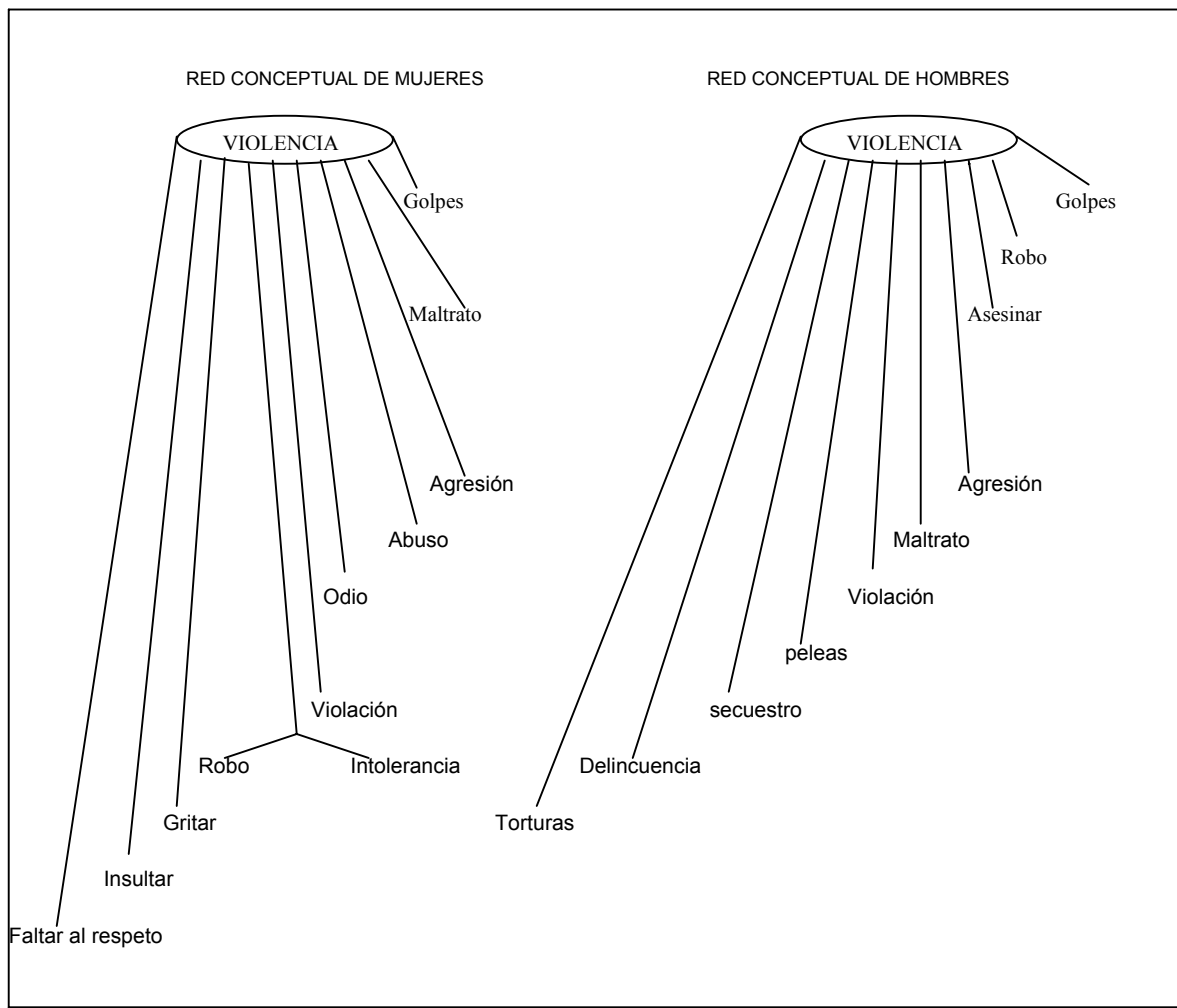 RED CONCEPTUAL DE MUJERES
VIOLENCIA
Golpes
Maltrato
Agresión
Abuso
Odio
Violación
Robo
Intolerancia
Gritar
Insultar
Faltar al respeto
RED CONCEPTUAL DE HOMBRES
VIOLENCIA
Golpes
Robo
Asesinar
Agresión
Maltrato
Violación
peleas
secuestro
Delincuencia
Torturas